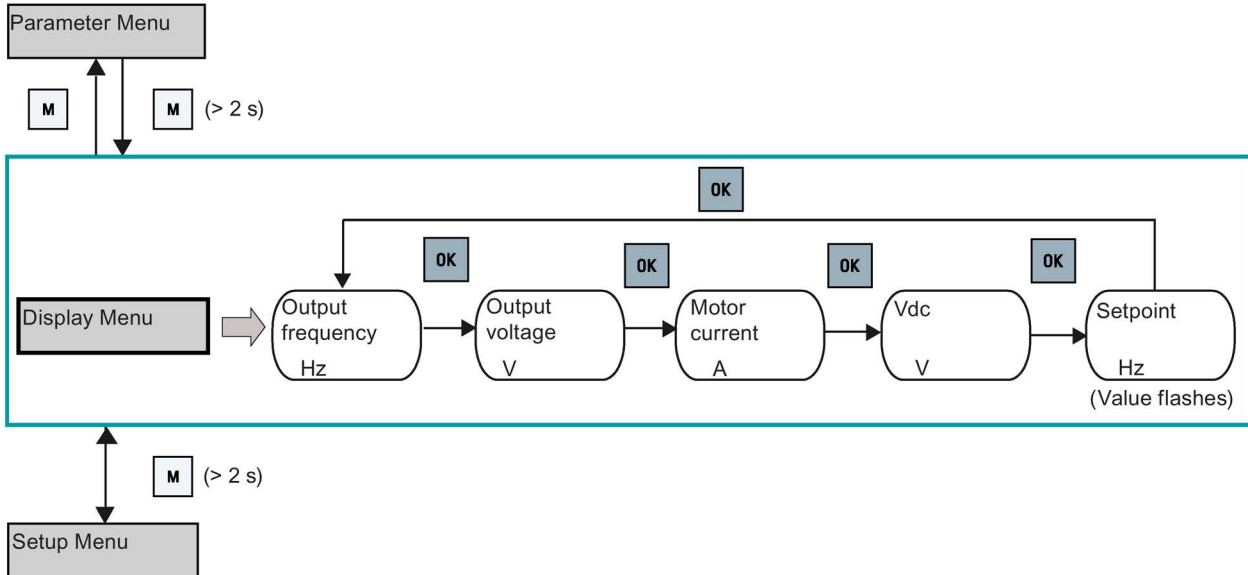 Parameter Menu
M
M (> 2 s)
OK
OK
OK
OK
OK
Display Menu
Output
frequency
Hz
Output
voltage
V
Motor
current
A
Vdc
V
Setpoint
Hz
(Value flashes)
M (> 2 s)
Setup Menu